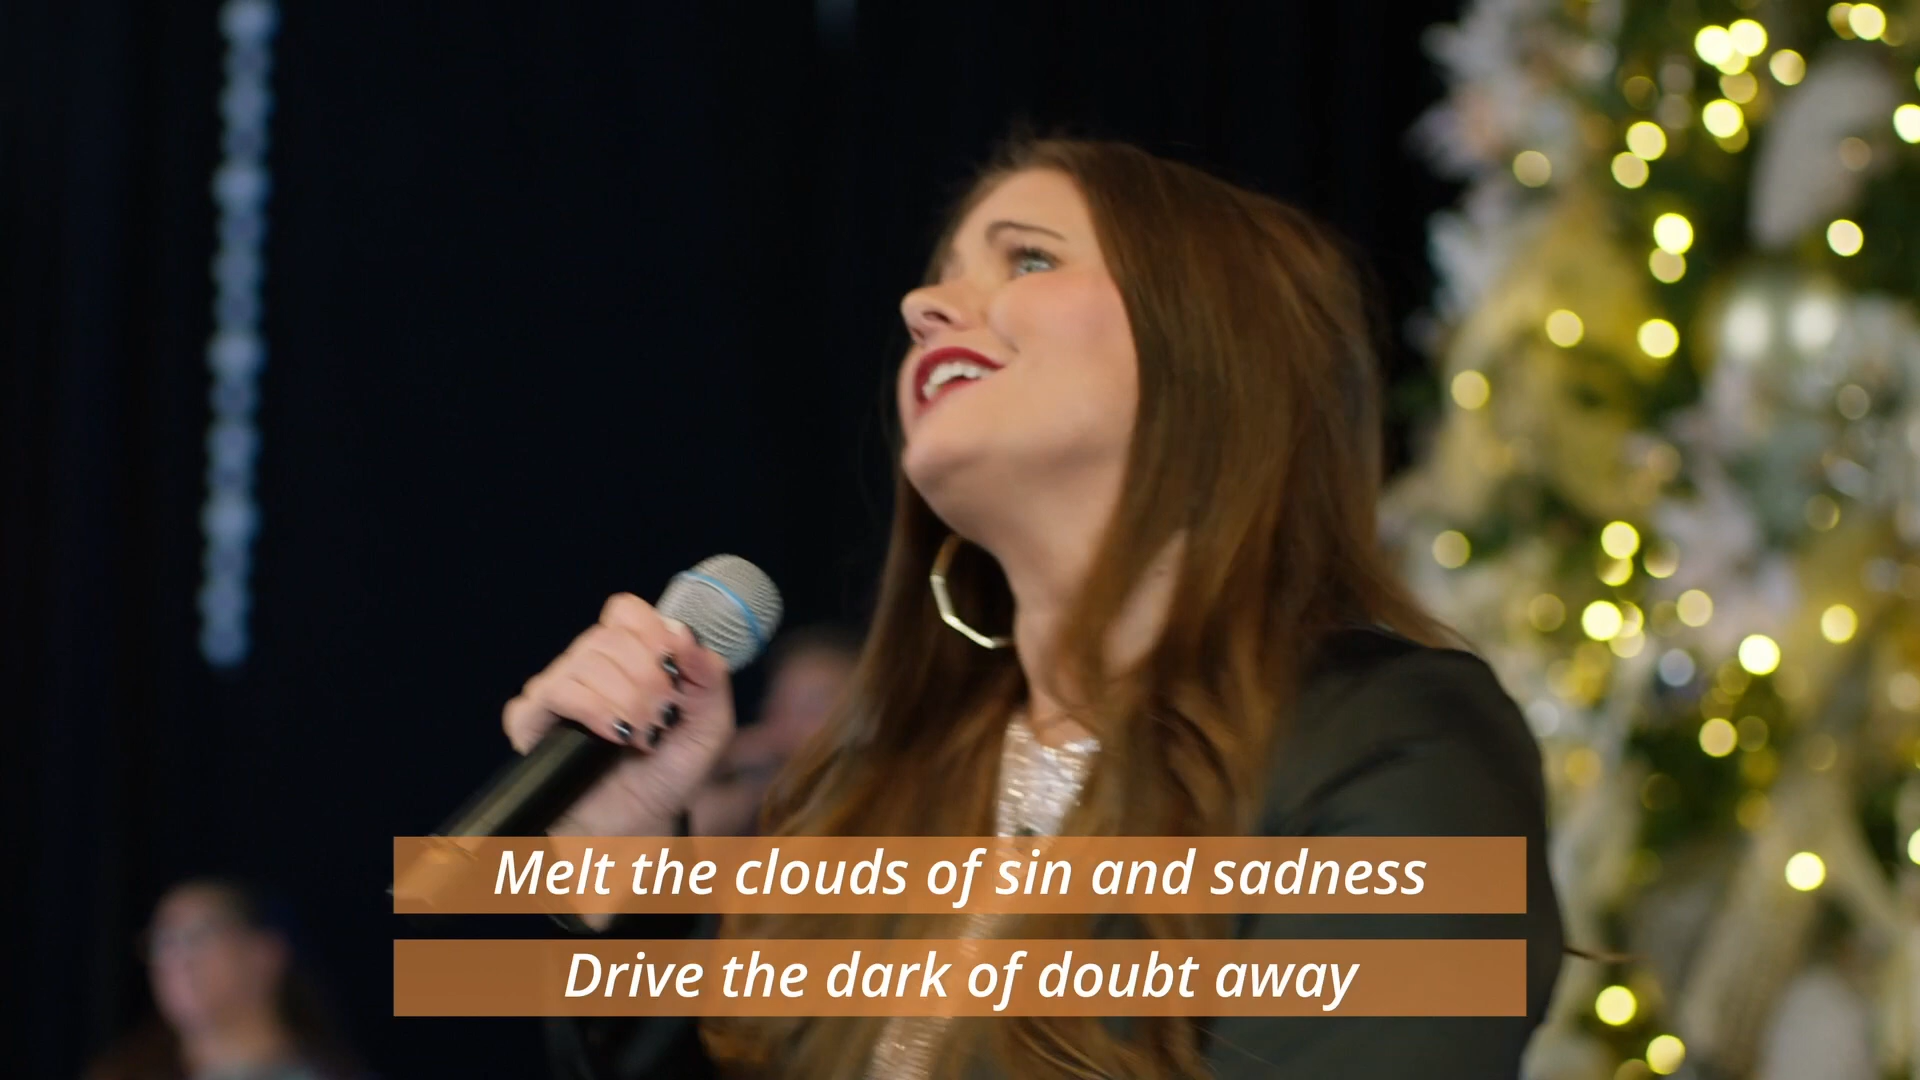 Melt the clouds of sin and sadness
Drive the dark of doubt away